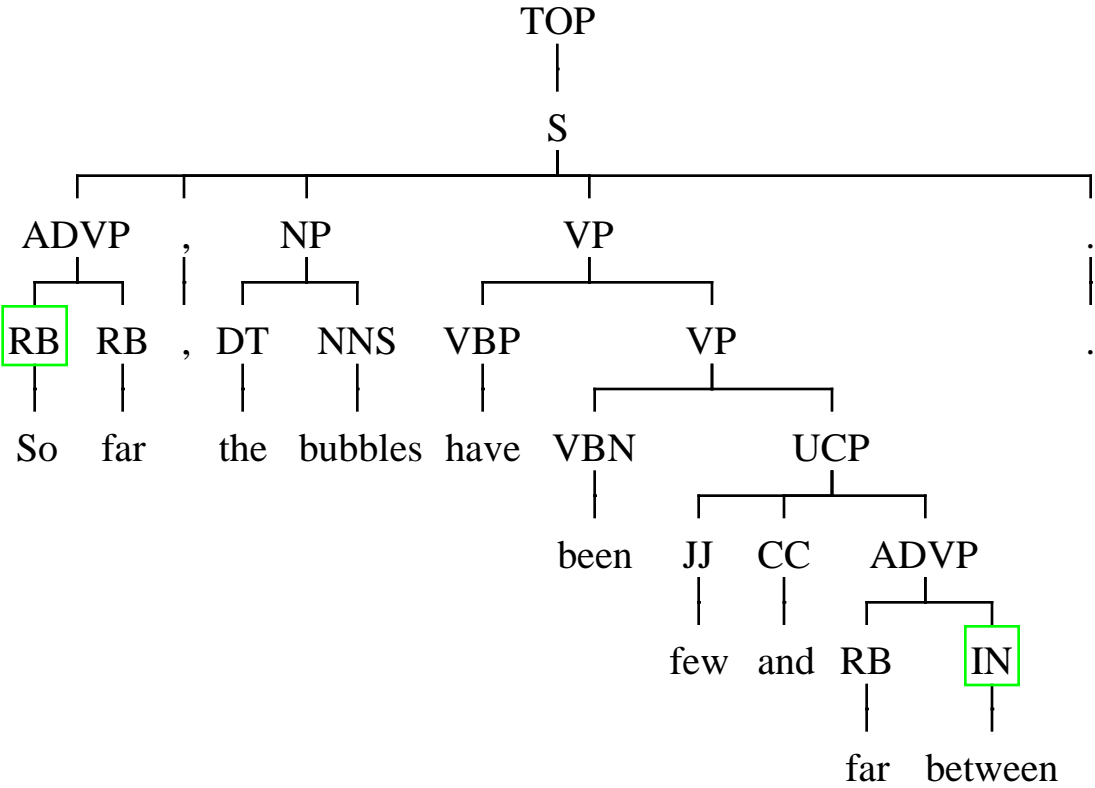 TOP
S
ADVP , NP VP .
RB RB , DT NNS VBP VP .
So far the bubbles have VBN UCP
been JJ CC ADVP
few and RB IN
far between